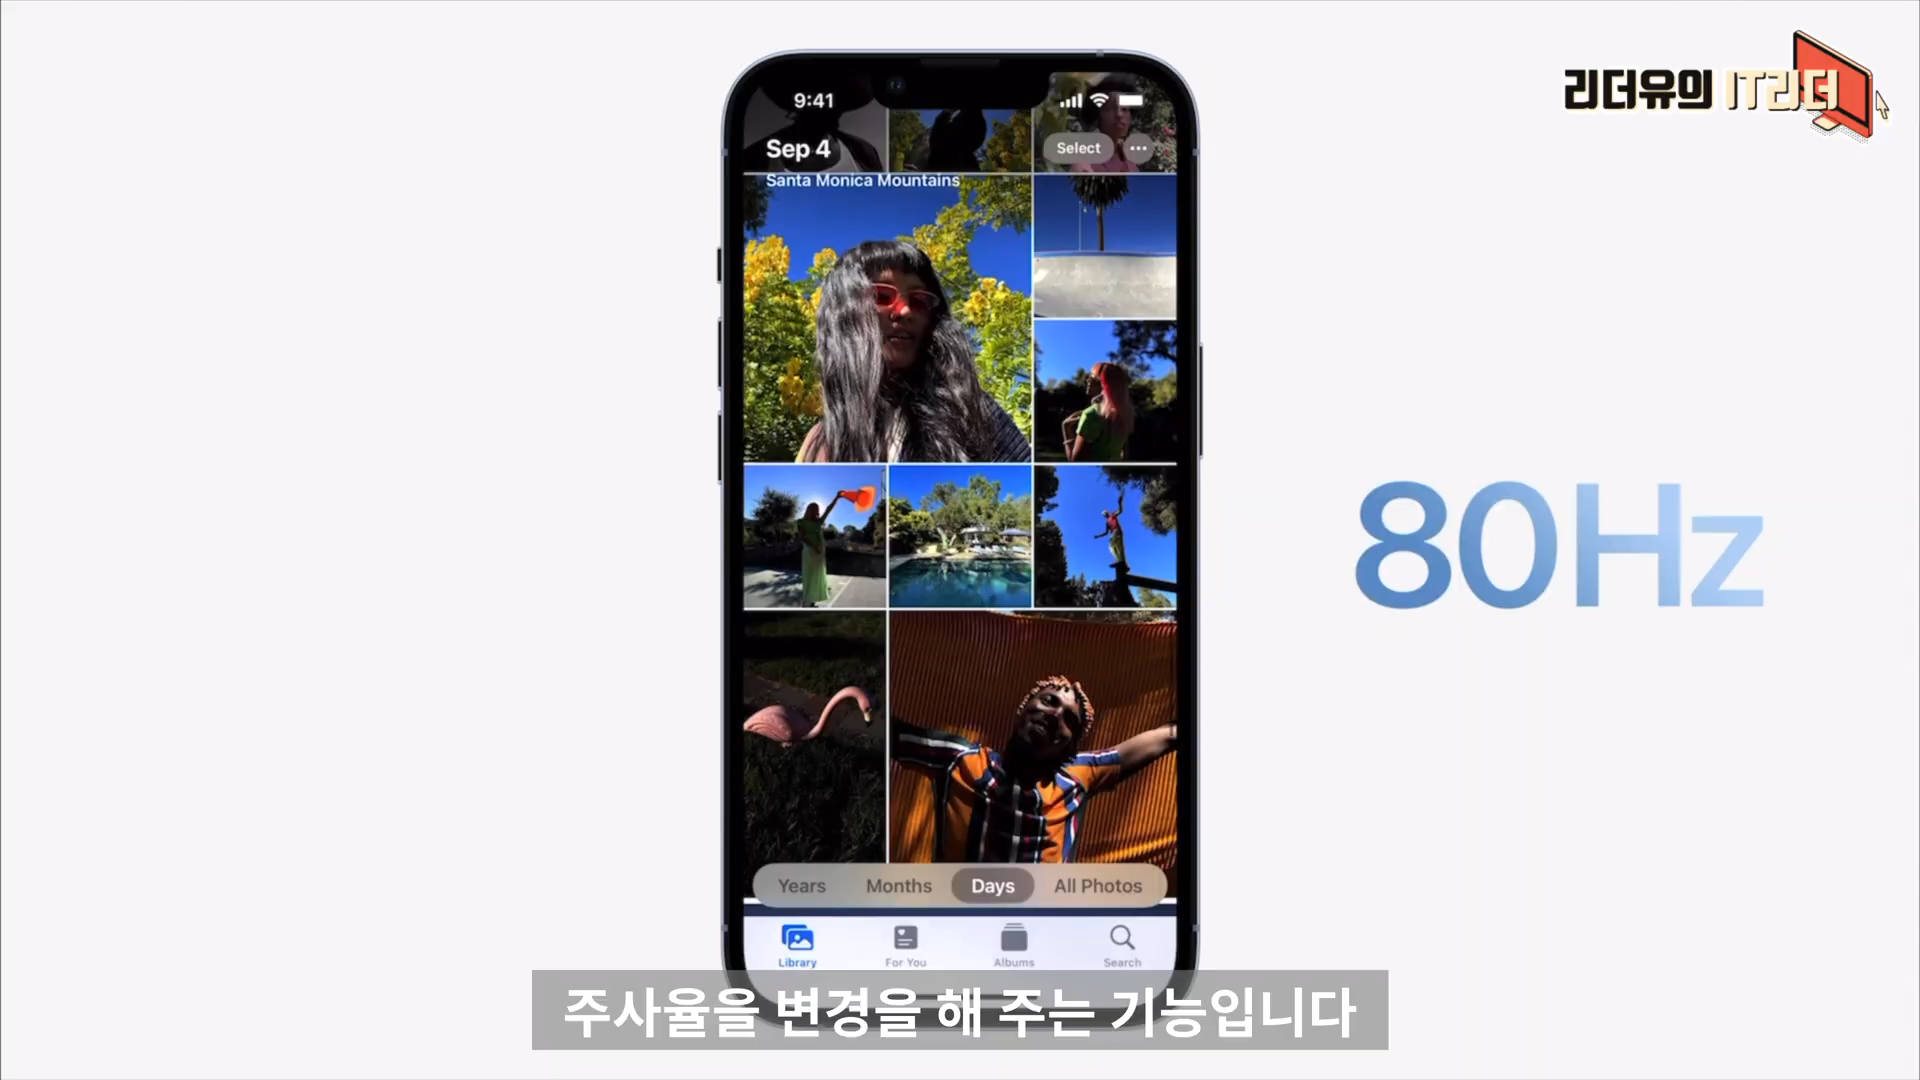 리더유의 IT리더
9:41
Sep 4
Select
Santa Monica Mountains
80Hz
Years Months Days All Photos
Library For You Albums Search
주사율을 변경을 해 주는 기능입니다